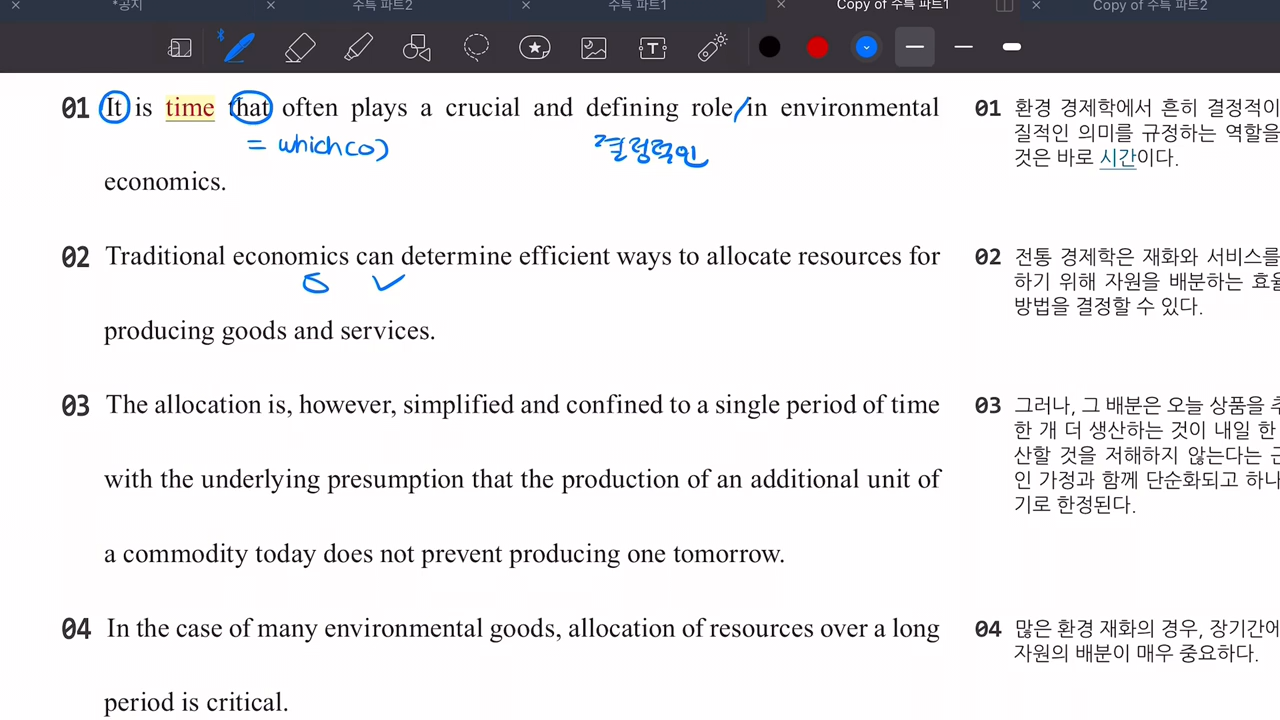 *공지
수특 파트2
수특 파트1
Copy of 수특 파트1
Copy of 수특 파트2
01 It is time that often plays a crucial and defining role/in environmental
= which(o) 결정적인
economics.
02 Traditional economics can determine efficient ways to allocate resources for
S V
producing goods and services.
03 The allocation is, however, simplified and confined to a single period of time
with the underlying presumption that the production of an additional unit of
a commodity today does not prevent producing one tomorrow.
04 In the case of many environmental goods, allocation of resources over a long
period is critical.
01 환경 경제학에서 흔히 결정적이
질적인 의미를 규정하는 역할을
것은 바로 시간이다.
02 전통 경제학은 재화와 서비스를
하기 위해 자원을 배분하는 효율
방법을 결정할 수 있다.
03 그러나, 그 배분은 오늘 상품을 추
한 개 더 생산하는 것이 내일 한
산할 것을 저해하지 않는다는 근
인 가정과 함께 단순화되고 하나
기로 한정된다.
04 많은 환경 재화의 경우, 장기간에
자원의 배분이 매우 중요하다.